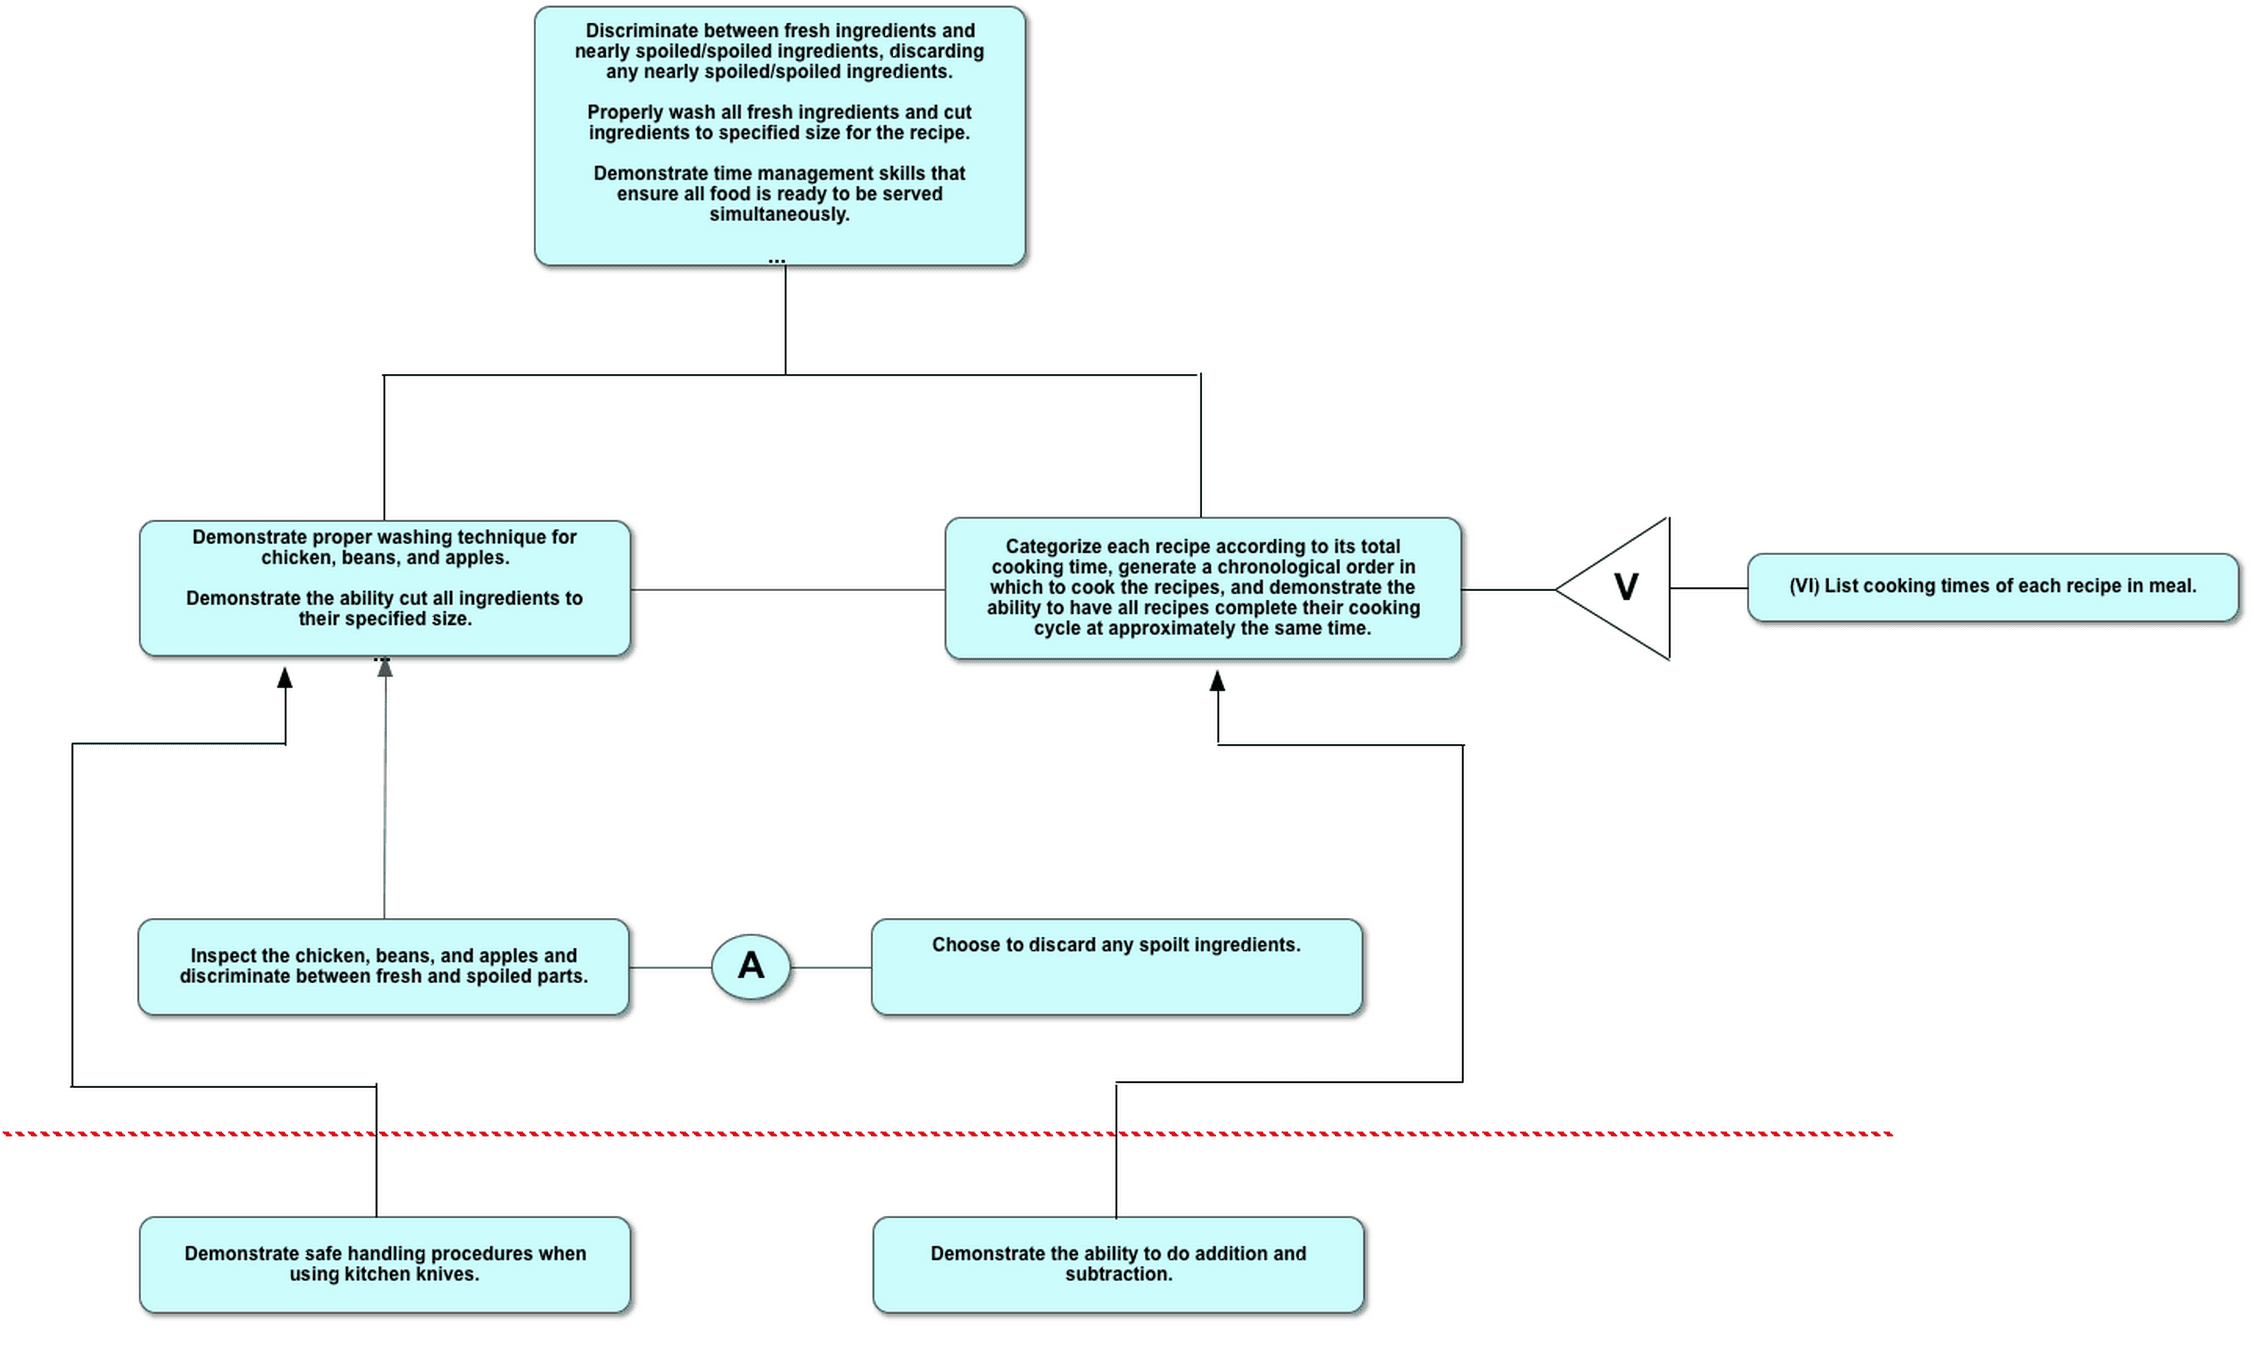 Discriminate between fresh ingredients and
nearly spoiled/spoiled ingredients, discarding
any nearly spoiled/spoiled ingredients.
Properly wash all fresh ingredients and cut
ingredients to specified size for the recipe.
Demonstrate time management skills that
ensure all food is ready to be served
simultaneously.
...
Demonstrate proper washing technique for
chicken, beans, and apples.
Demonstrate the ability cut all ingredients to
their specified size.
...
Categorize each recipe according to its total
cooking time, generate a chronological order in
which to cook the recipes, and demonstrate the
ability to have all recipes complete their cooking
cycle at approximately the same time.
V
(VI) List cooking times of each recipe in meal.
Inspect the chicken, beans, and apples and
discriminate between fresh and spoiled parts.
A
Choose to discard any spoilt ingredients.
Demonstrate safe handling procedures when
using kitchen knives.
Demonstrate the ability to do addition and
subtraction.